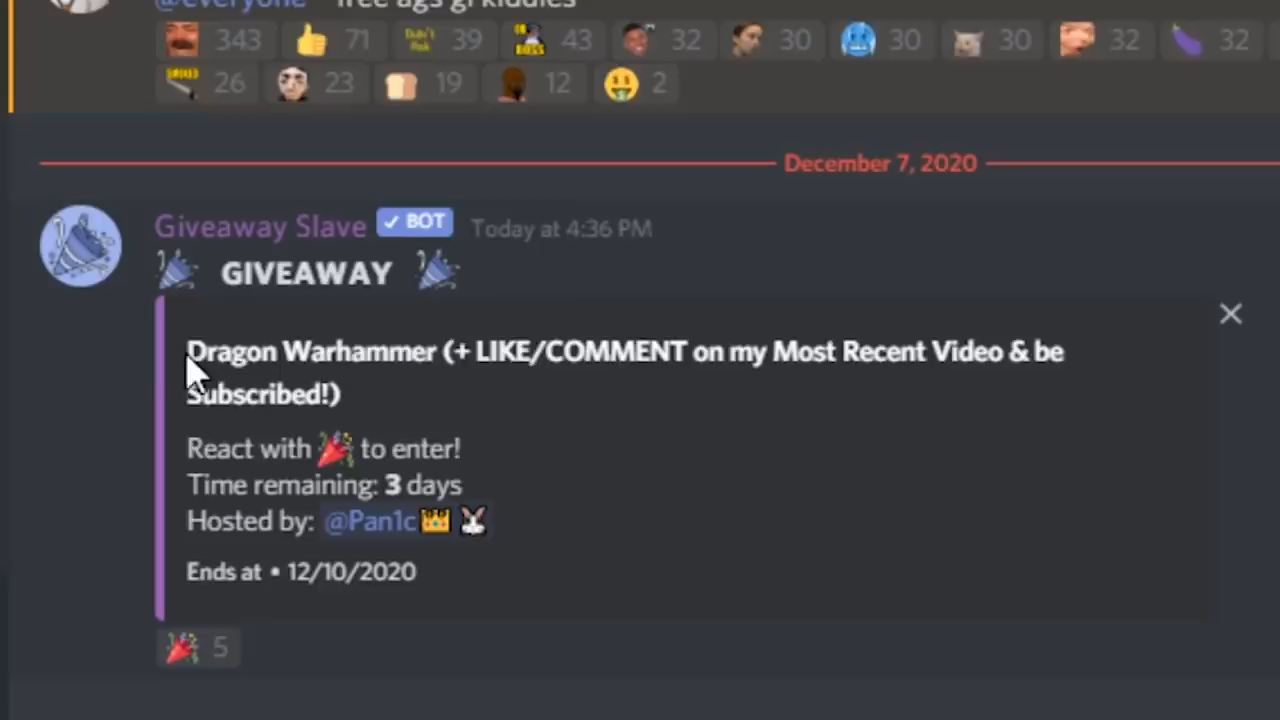 @everyone free ags giveaway kiddies
343 71 39 43 32 30 30 30 32 32
26 23 19 12 2
December 7, 2020
Giveaway Slave ✓ BOT Today at 4:36 PM
GIVEAWAY
Dragon Warhammer (+ LIKE/COMMENT on my Most Recent Video & be
Subscribed!)
React with 🎉 to enter!
Time remaining: 3 days
Hosted by: @Pan1c👑🐰
Ends at • 12/10/2020
🎉 5